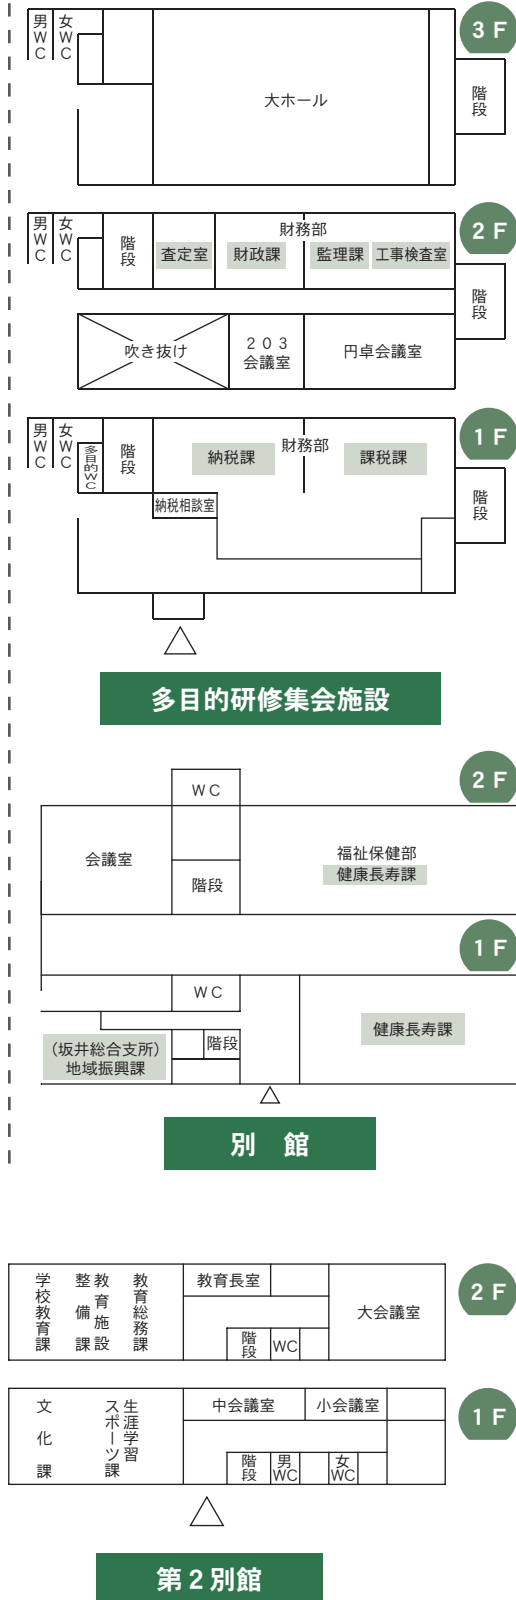 3F
男WC
女WC
大ホール
階段
2F
男WC
女WC
階段
財務部
査定室
財政課
監理課
工事検査室
階段
吹き抜け
203
会議室
円卓会議室
1F
男WC
女WC
多目的WC
階段
財務部
納税課
課税課
納税相談室
階段
多目的研修集会施設
2F
WC
会議室
階段
福祉保健部
健康長寿課
1F
WC
階段
(坂井総合支所)
地域振興課
健康長寿課
別 館
2F
学校教育課
教育施設
整備課
教育総務課
教育長室
階段
WC
大会議室
1F
文化課
生涯学習
スポーツ課
中会議室
小会議室
階段
男
WC
女
WC
第2別館